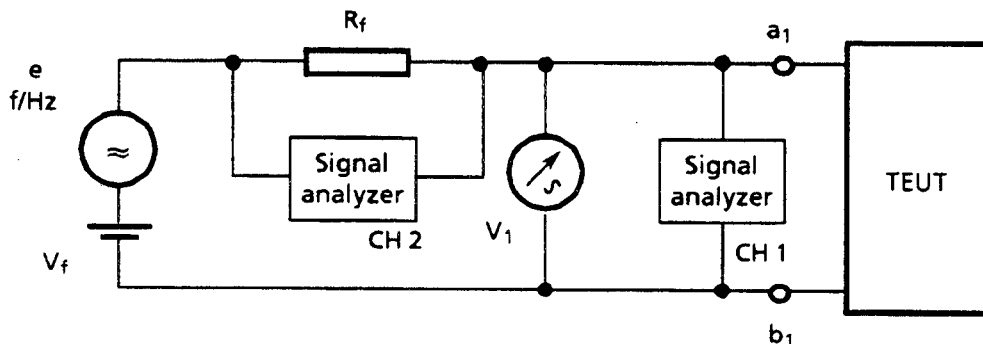 R_f
a_1
e
f/Hz
≈
Signal
analyzer
CH 2
V_1
Signal
analyzer
CH 1
TEUT
V_f
b_1